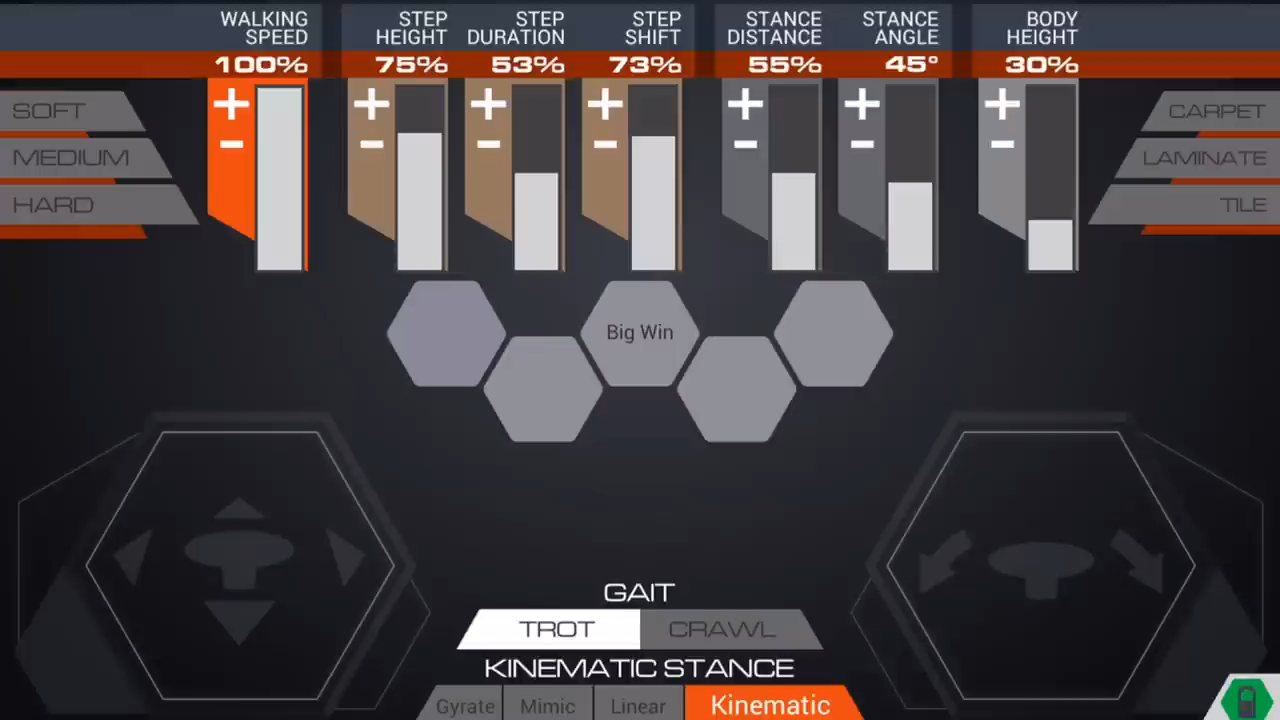 WALKING SPEED
STEP HEIGHT
STEP DURATION
STEP SHIFT
STANCE DISTANCE
STANCE ANGLE
BODY HEIGHT
100%
75%
53%
73%
55%
45°
30%
+ + + + + + +
- - - - - - -
SOFT
MEDIUM
HARD
CARPET
LAMINATE
TILE
Big Win
GAIT
TROT
CRAWL
KINEMATIC STANCE
Gyrate
Mimic
Linear
Kinematic